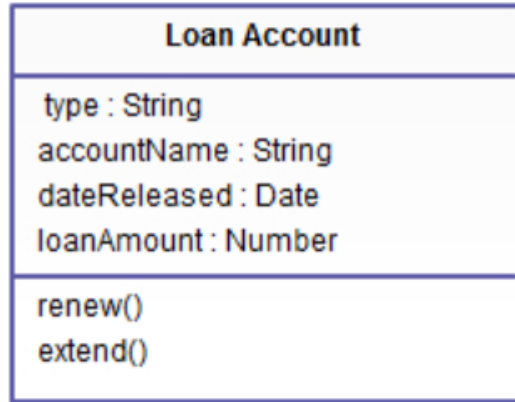 Loan Account
type : String
accountName : String
dateReleased : Date
loanAmount : Number
renew()
extend()